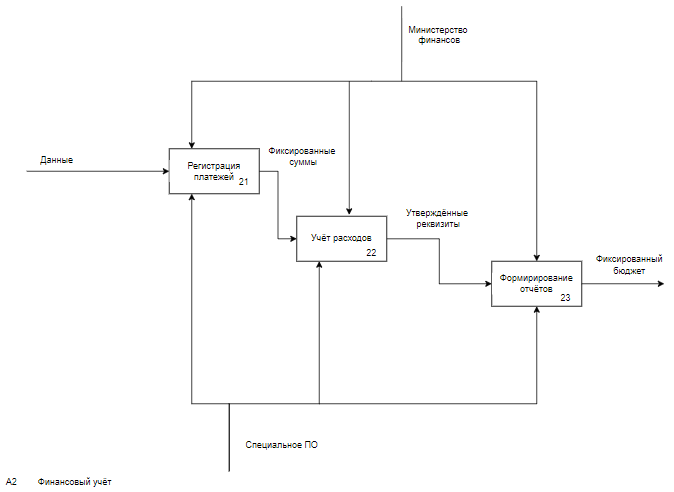 Министерство
финансов
Данные
Регистрация
платежей
21
Фиксированные
суммы
Учёт расходов
22
Утверждённые
реквизиты
Формирирование
отчётов
23
Фиксированный
бюджет
Специальное ПО
A2 Финансовый учёт